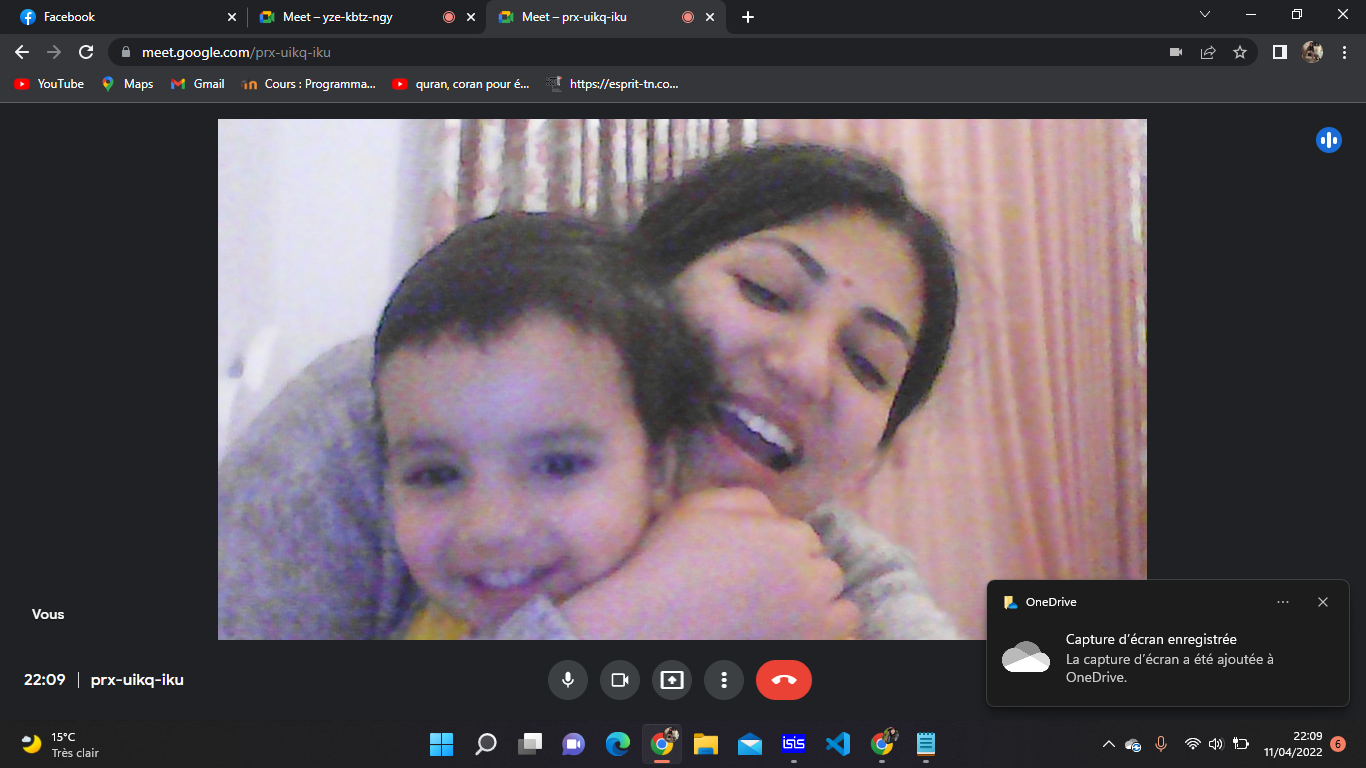 Facebook
Meet – yze-kbtz-ngy
Meet – prx-uikq-iku
meet.google.com/prx-uikq-iku
YouTube
Maps
Gmail
Cours : Programma...
quran, coran pour é...
https://esprit-tn.co...
Vous
22:09 | prx-uikq-iku
OneDrive
Capture d’écran enregistrée
La capture d’écran a été ajoutée à
OneDrive.
15°C
Très clair
isis
22:09
11/04/2022
6